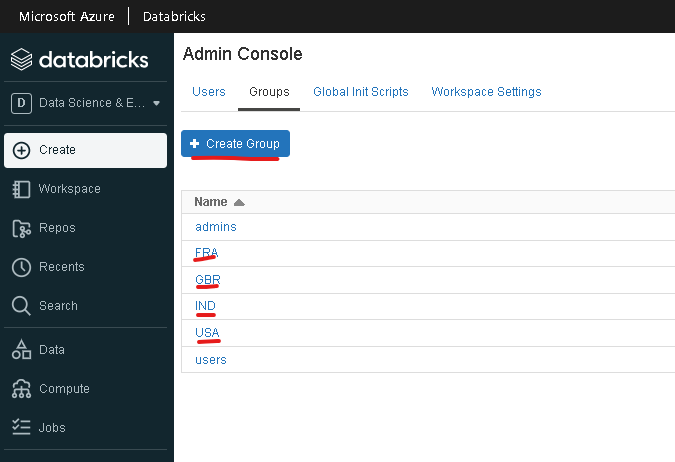 Microsoft Azure | Databricks
databricks
D Data Science & E...
Create
Workspace
Repos
Recents
Search
Data
Compute
Jobs
Admin Console
Users Groups Global Init Scripts Workspace Settings
+ Create Group
Name
admins
FRA
GBR
IND
USA
users